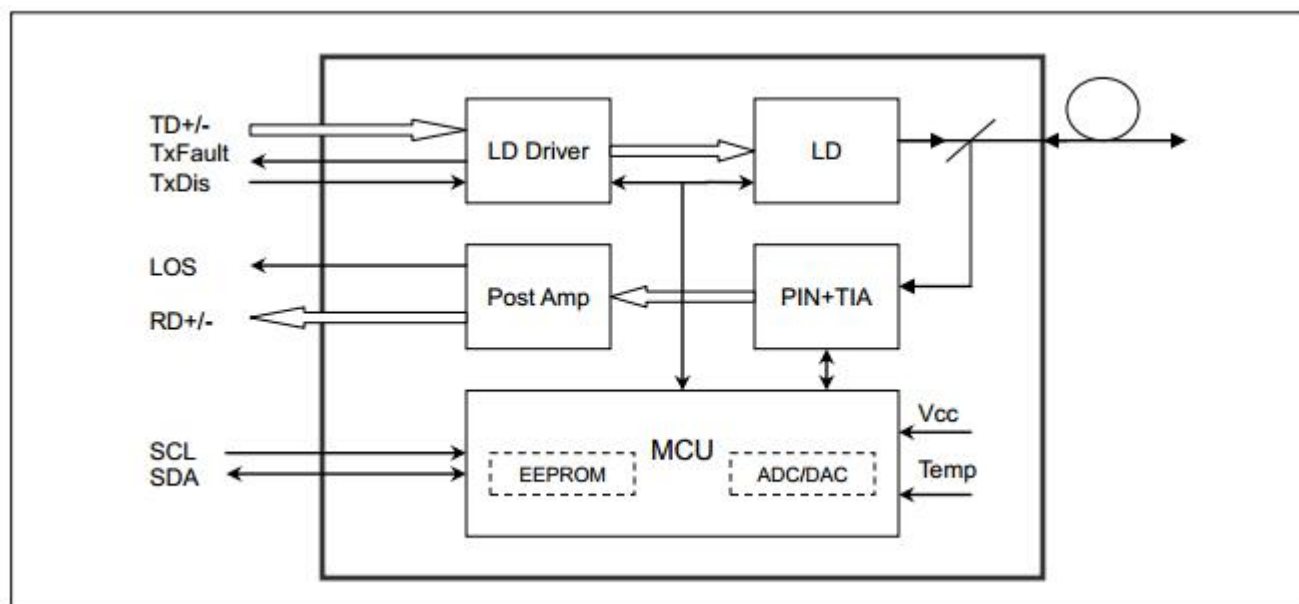 TD+/-
TxFault
TxDis
LD Driver
LD
LOS
RD+/-
Post Amp
PIN+TIA
SCL
SDA
MCU
EEPROM
ADC/DAC
Vcc
Temp